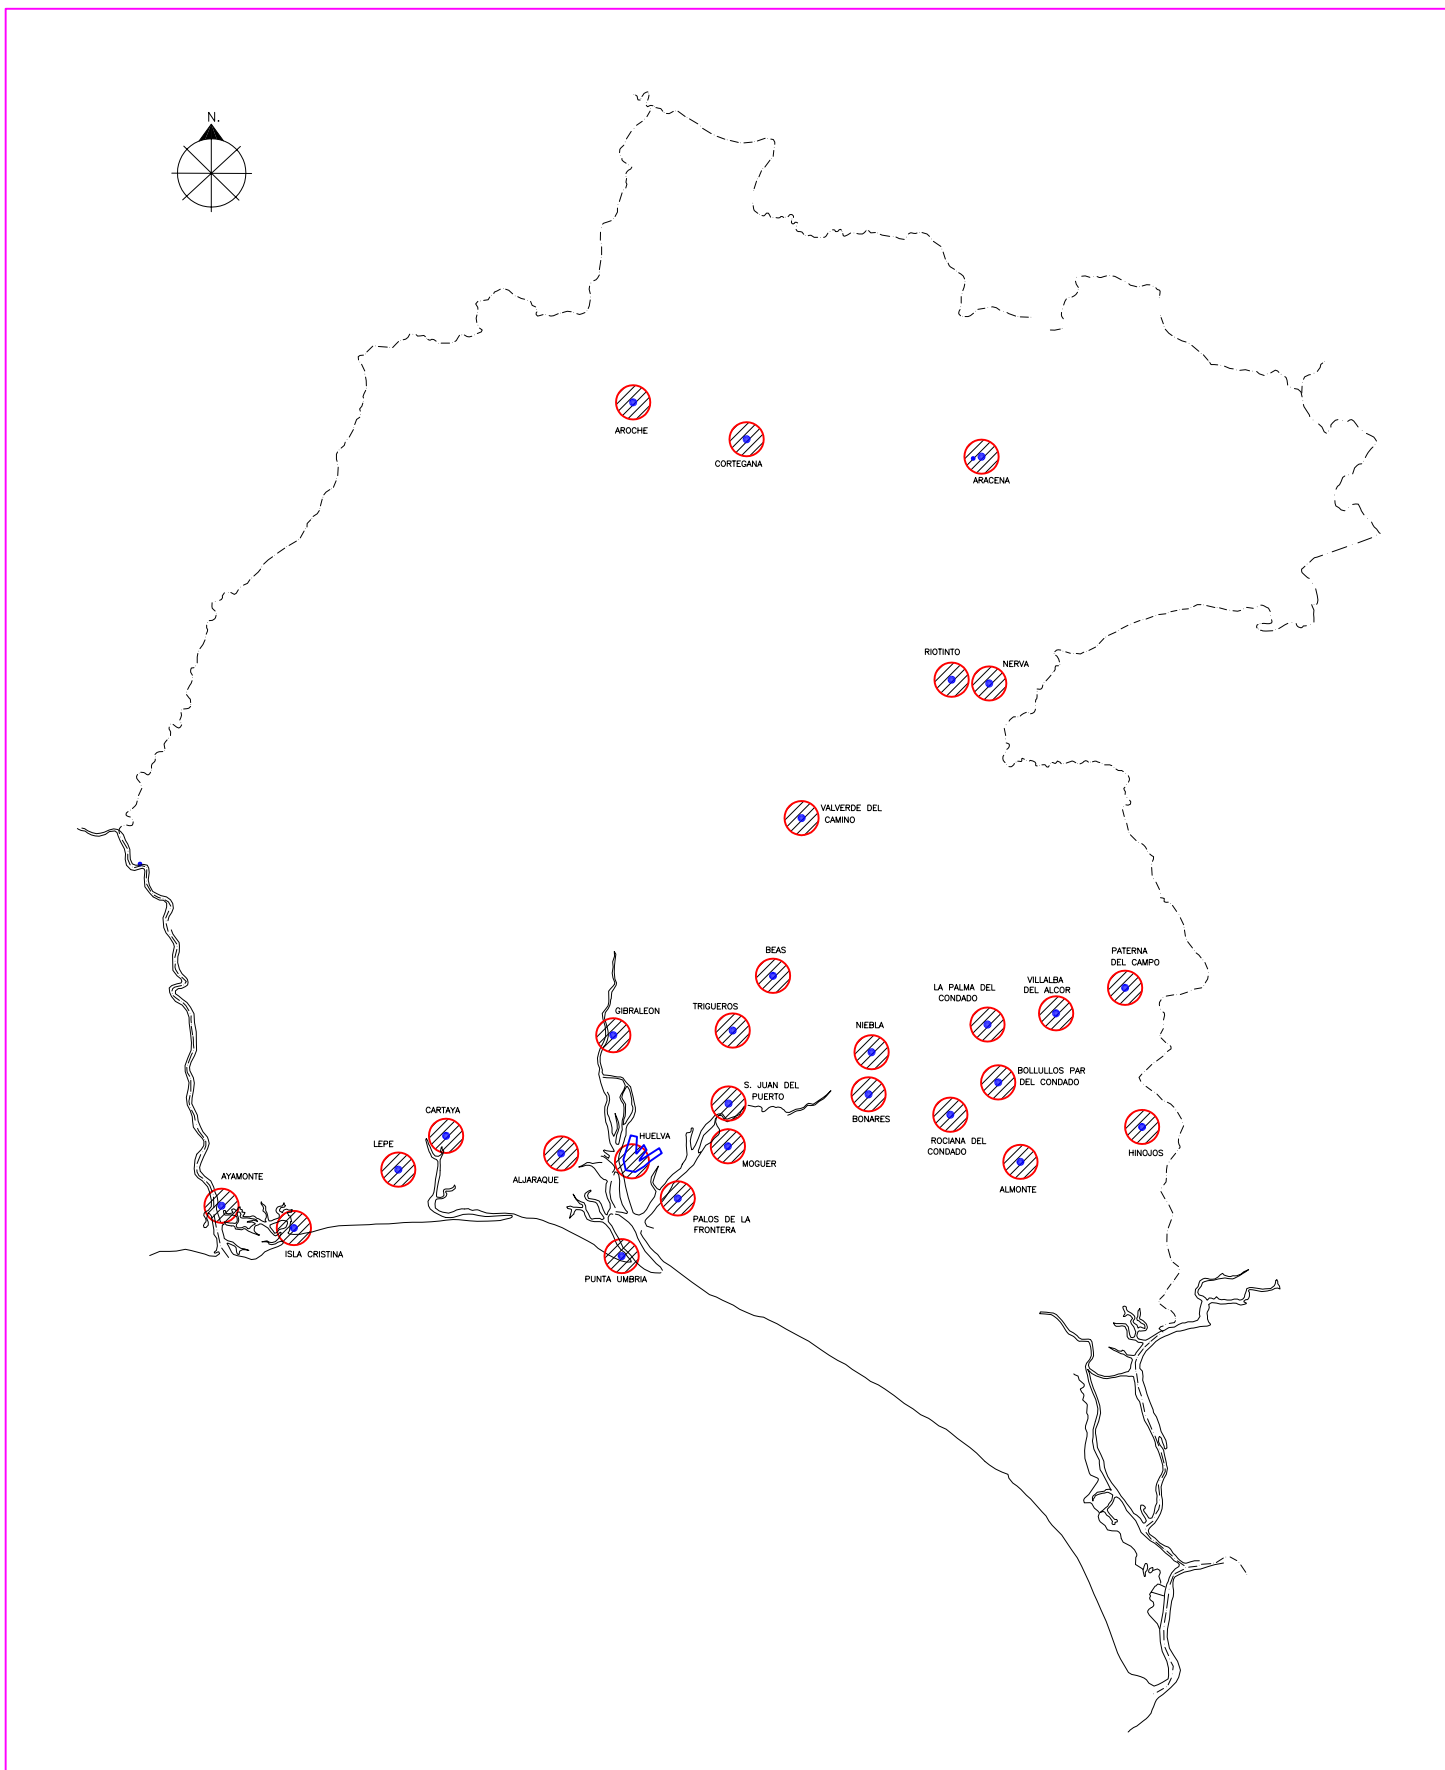 N.
AROCHE
CORTEGANA
ARACENA
RIOTINTO
NERVA
VALVERDE DEL
CAMINO
BEAS
PATERNA
DEL CAMPO
VILLALBA
DEL ALCOR
LA PALMA DEL
CONDADO
GIBRALEON
TRIGUEROS
NIEBLA
BOLLULLOS PAR
DEL CONDADO
S. JUAN DEL
PUERTO
BONARES
CARTAYA
LEPE
HUELVA
ROCIANA DEL
CONDADO
HINOJOS
MOGUER
ALJARAQUE
AYAMONTE
ALMONTE
PALOS DE LA
FRONTERA
ISLA CRISTINA
PUNTA UMBRIA